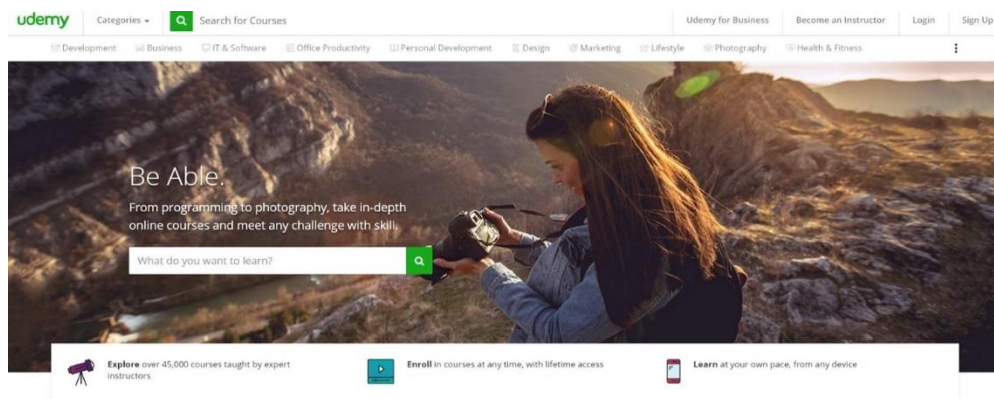 udemy Categories Search for Courses Udemy for Business Become an Instructor Login Sign Up
Development Business IT & Software Office Productivity Personal Development Design Marketing Lifestyle Photography Health & Fitness
Be Able.
From programming to photography, take in-depth
online courses and meet any challenge with skill.
What do you want to learn?
Explore over 45,000 courses taught by expert
instructors
Enroll in courses at any time, with lifetime access
Learn at your own pace, from any device